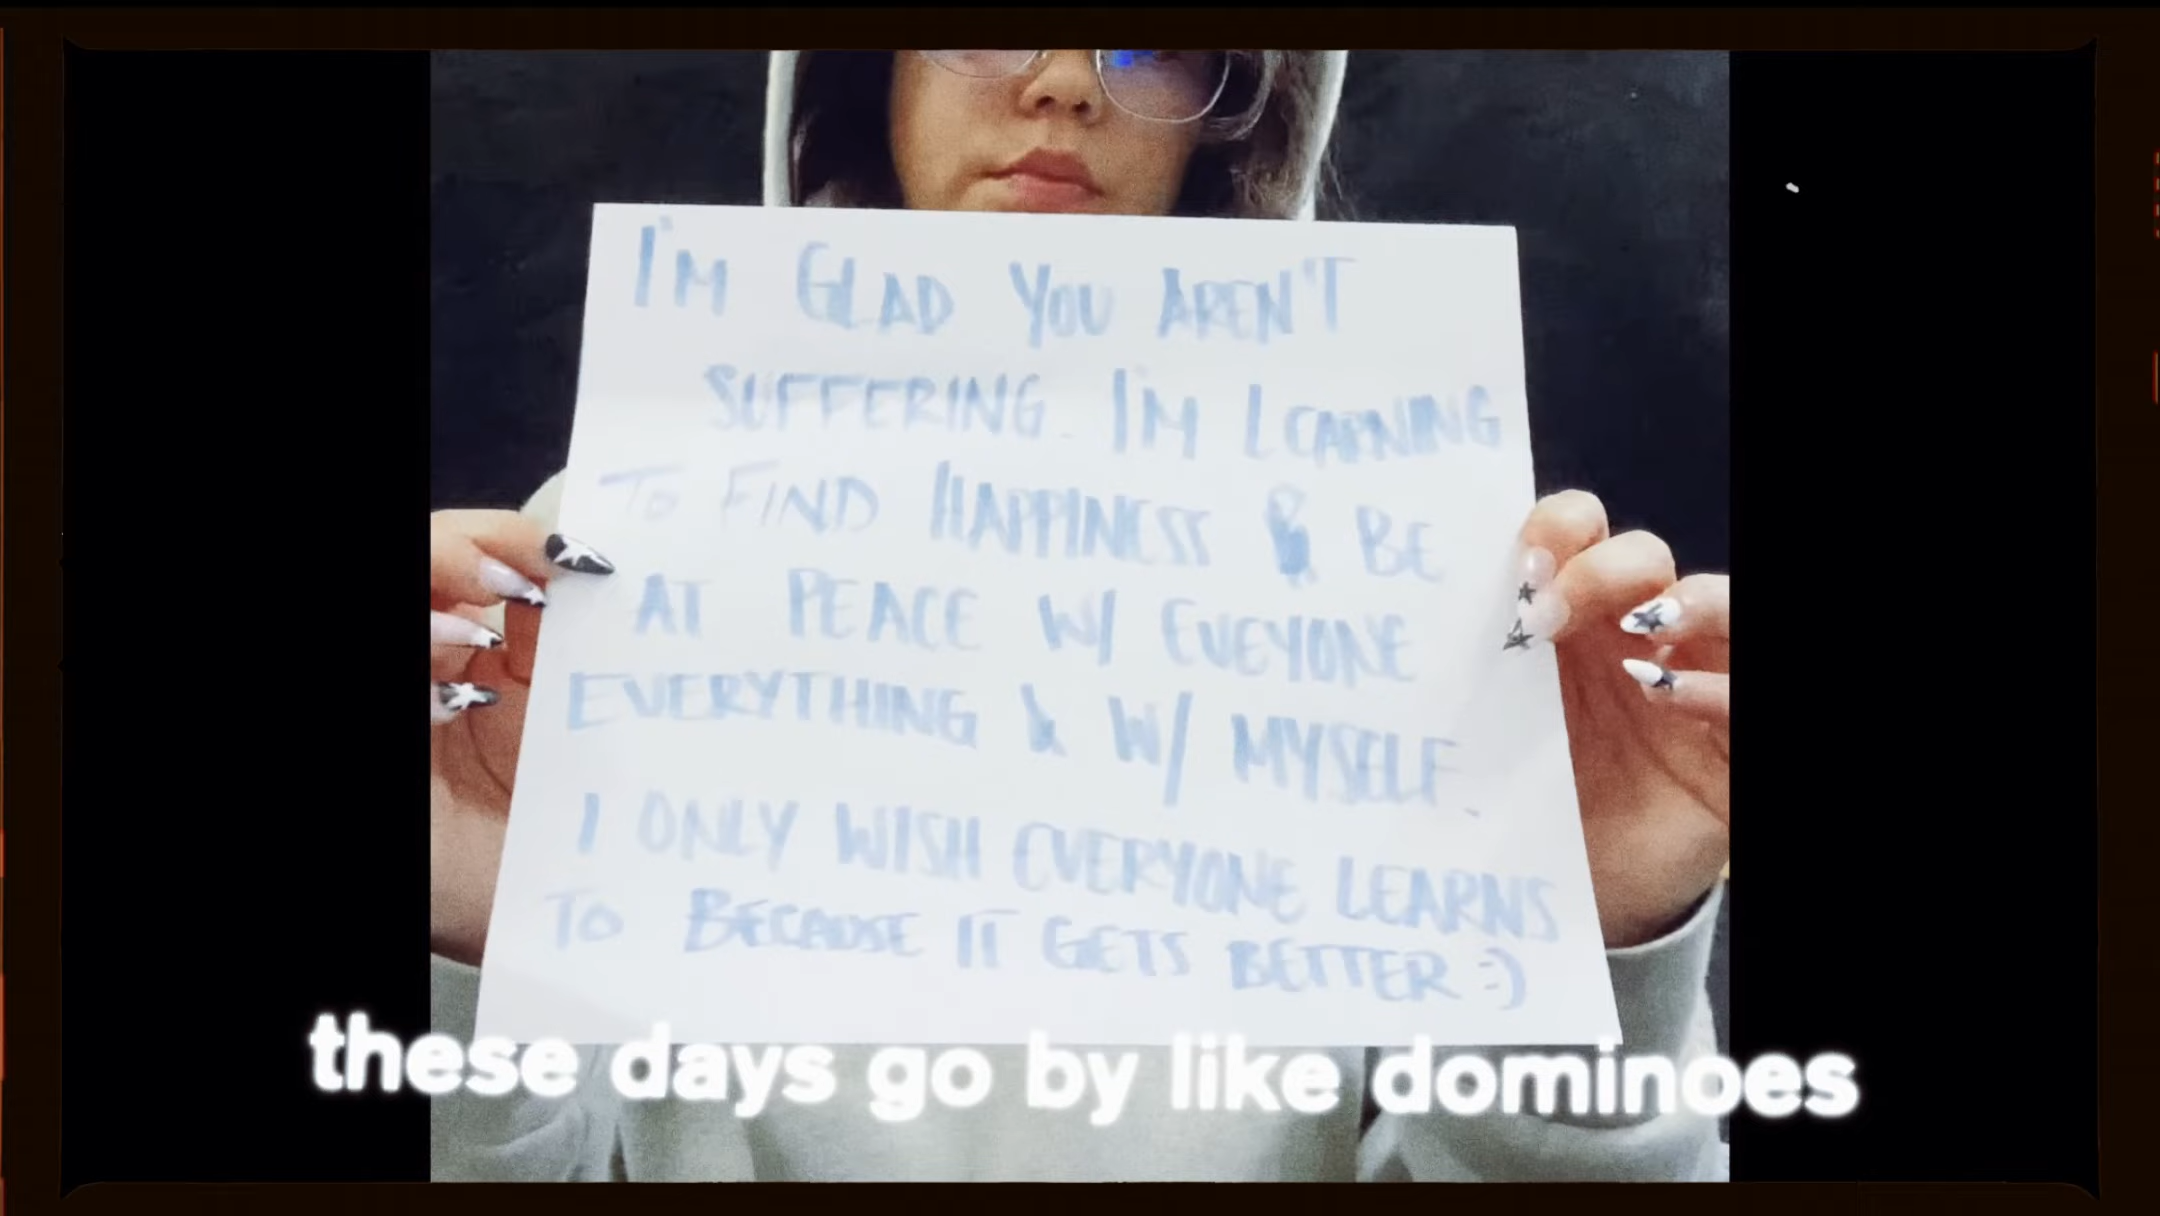 I'M GLAD YOU AREN'T
SUFFERING. I'M LEARNING
TO FIND HAPPINESS & BE
AT PEACE W/ EVEYONE
EVERYTHING & W/ MYSELF.
I ONLY WISH EVERYONE LEARNS
TO BECAUSE IT GETS BETTER :)
these days go by like dominoes